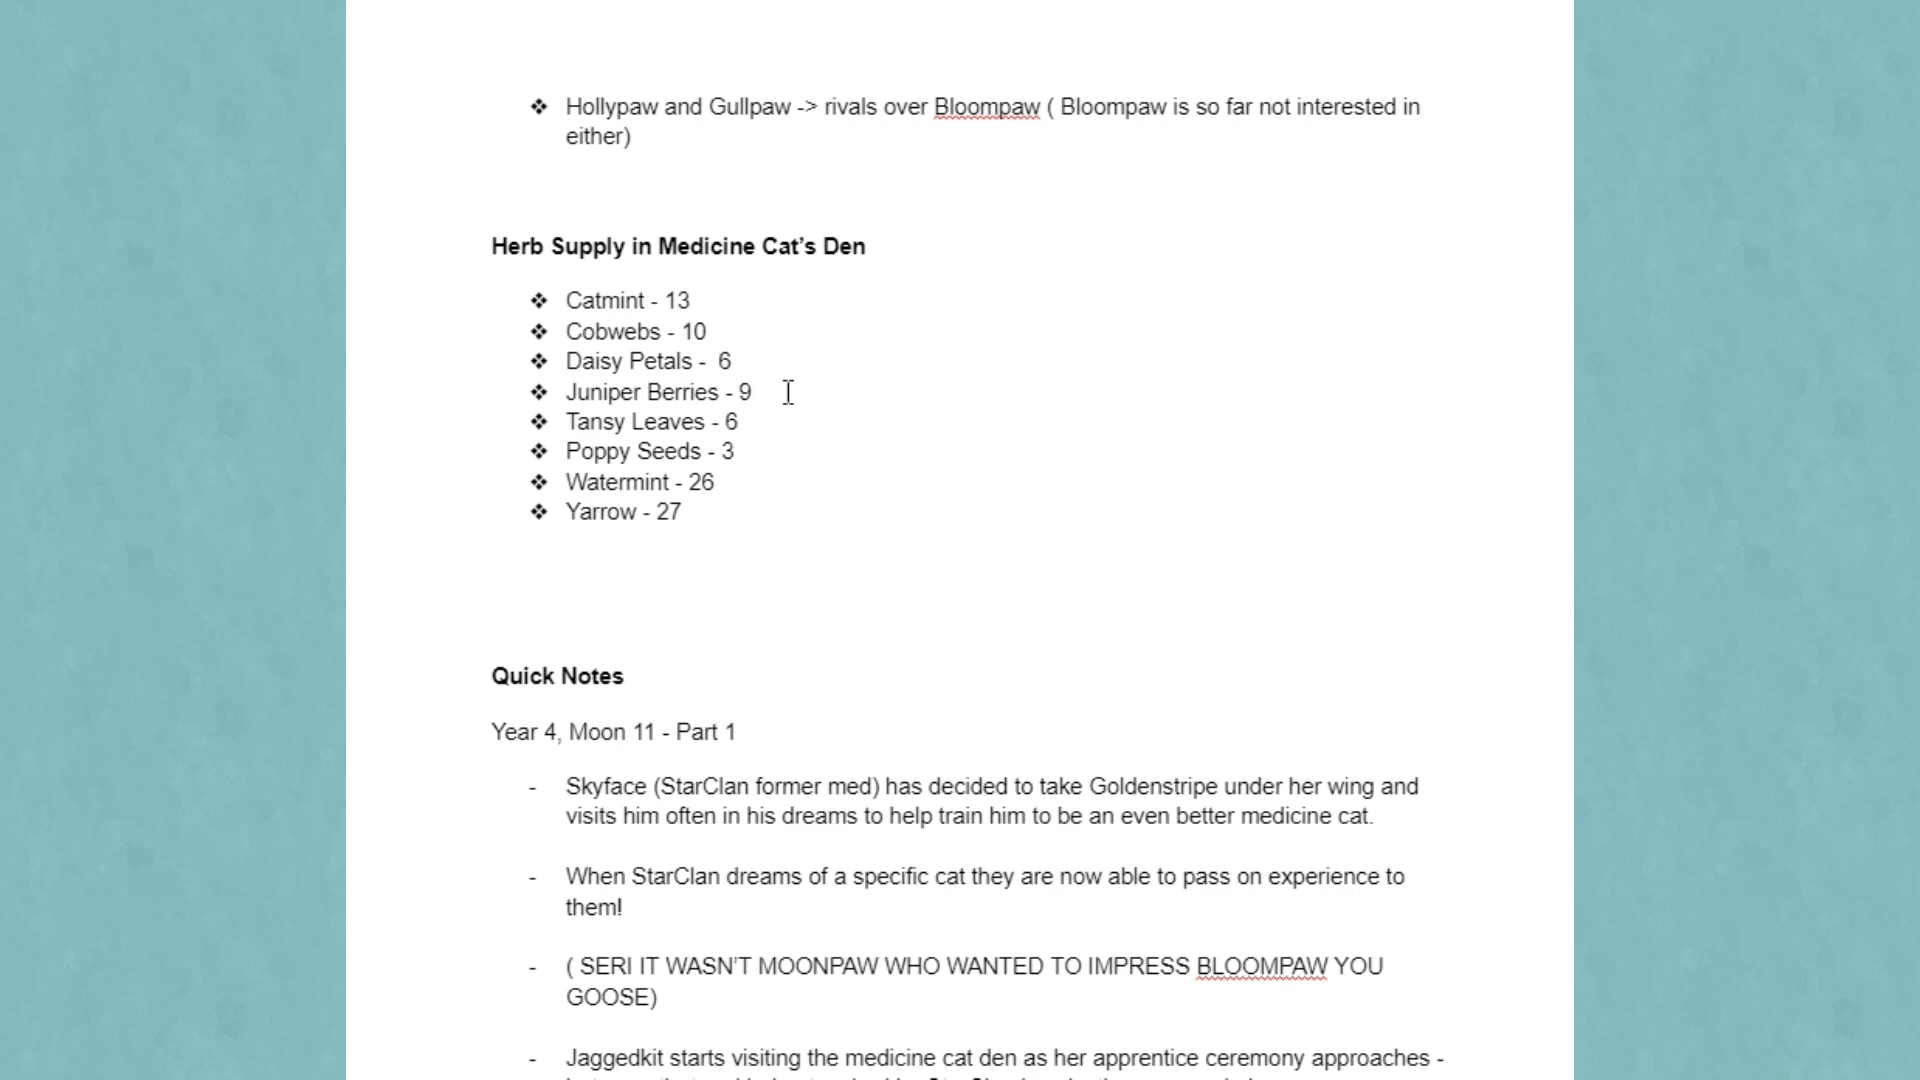 ❖ Hollypaw and Gullpaw -> rivals over Bloompaw ( Bloompaw is so far not interested in
either)
Herb Supply in Medicine Cat’s Den
❖ Catmint - 13
❖ Cobwebs - 10
❖ Daisy Petals -  6
❖ Juniper Berries - 9
❖ Tansy Leaves - 6
❖ Poppy Seeds - 3
❖ Watermint - 26
❖ Yarrow - 27
Quick Notes
Year 4, Moon 11 - Part 1
- Skyface (StarClan former med) has decided to take Goldenstripe under her wing and
visits him often in his dreams to help train him to be an even better medicine cat.
- When StarClan dreams of a specific cat they are now able to pass on experience to
them!
- ( SERI IT WASN’T MOONPAW WHO WANTED TO IMPRESS BLOOMPAW YOU
GOOSE)
- Jaggedkit starts visiting the medicine cat den as her apprentice ceremony approaches -